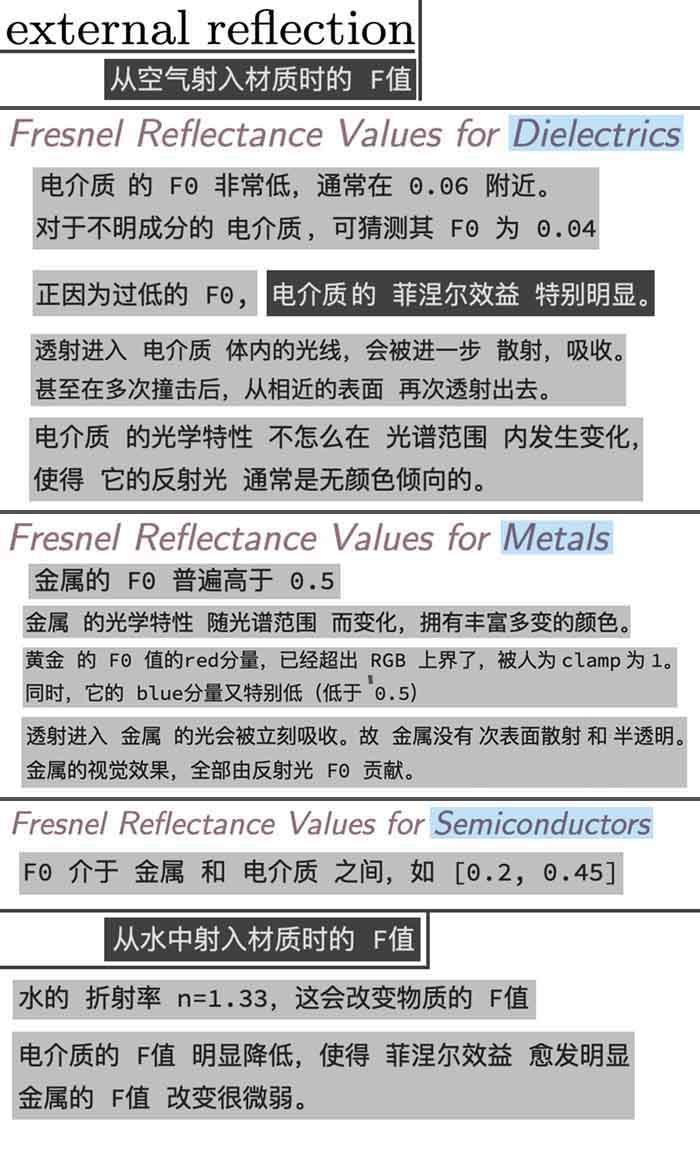 external reflection
从空气射入材质时的 F值
Fresnel Reflectance Values for Dielectrics
电介质 的 F0 非常低，通常在 0.06 附近。
对于不明成分的 电介质，可猜测其 F0 为 0.04
正因为过低的 F0，电介质的 菲涅尔效益 特别明显。
透射进入 电介质 体内的光线，会被进一步 散射，吸收。
甚至在多次撞击后，从相近的表面 再次透射出去。
电介质 的光学特性 不怎么在 光谱范围 内发生变化，
使得 它的反射光 通常是无颜色倾向的。
Fresnel Reflectance Values for Metals
金属的 F0 普遍高于 0.5
金属 的光学特性 随光谱范围 而变化，拥有丰富多变的颜色。
黄金 的 F0 值的red分量，已经超出 RGB 上界了，被人为 clamp 为 1。
同时，它的 blue分量又特别低（低于 0.5）
透射进入 金属 的光会被立刻吸收。故 金属没有 次表面散射 和 半透明。
金属的视觉效果，全部由反射光 F0 贡献。
Fresnel Reflectance Values for Semiconductors
F0 介于 金属 和 电介质 之间，如 [0.2, 0.45]
从水中射入材质时的 F值
水的 折射率 n=1.33，这会改变物质的 F值
电介质的 F值 明显降低，使得 菲涅尔效益 愈发明显
金属的 F值 改变很微弱。